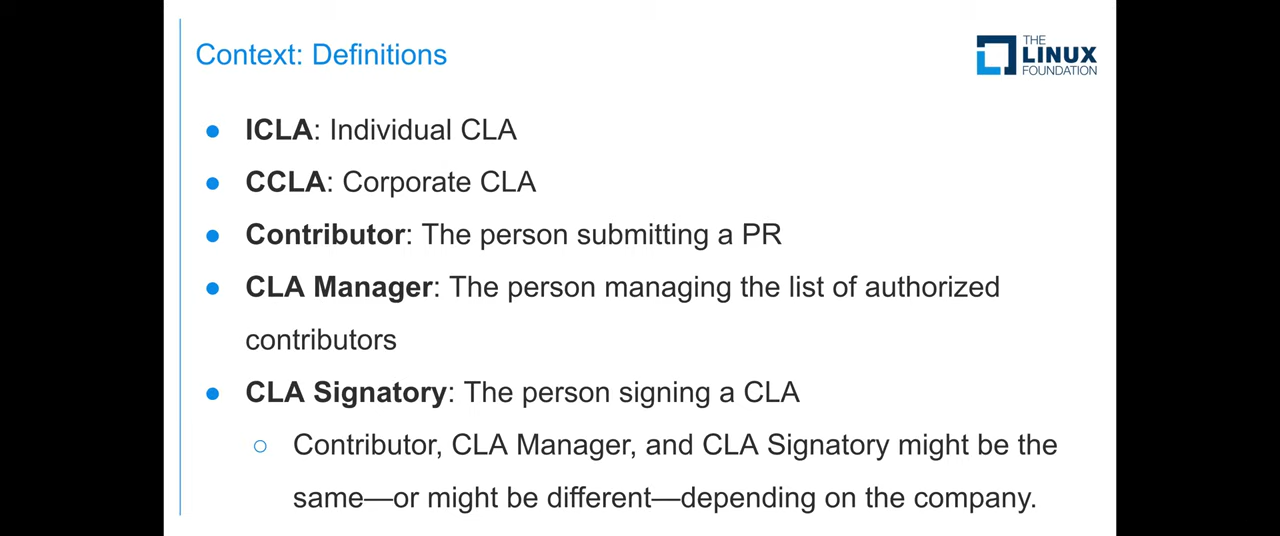 Context: Definitions
THE
LINUX
FOUNDATION
● ICLA: Individual CLA
● CCLA: Corporate CLA
● Contributor: The person submitting a PR
● CLA Manager: The person managing the list of authorized
contributors
● CLA Signatory: The person signing a CLA
○ Contributor, CLA Manager, and CLA Signatory might be the
same—or might be different—depending on the company.